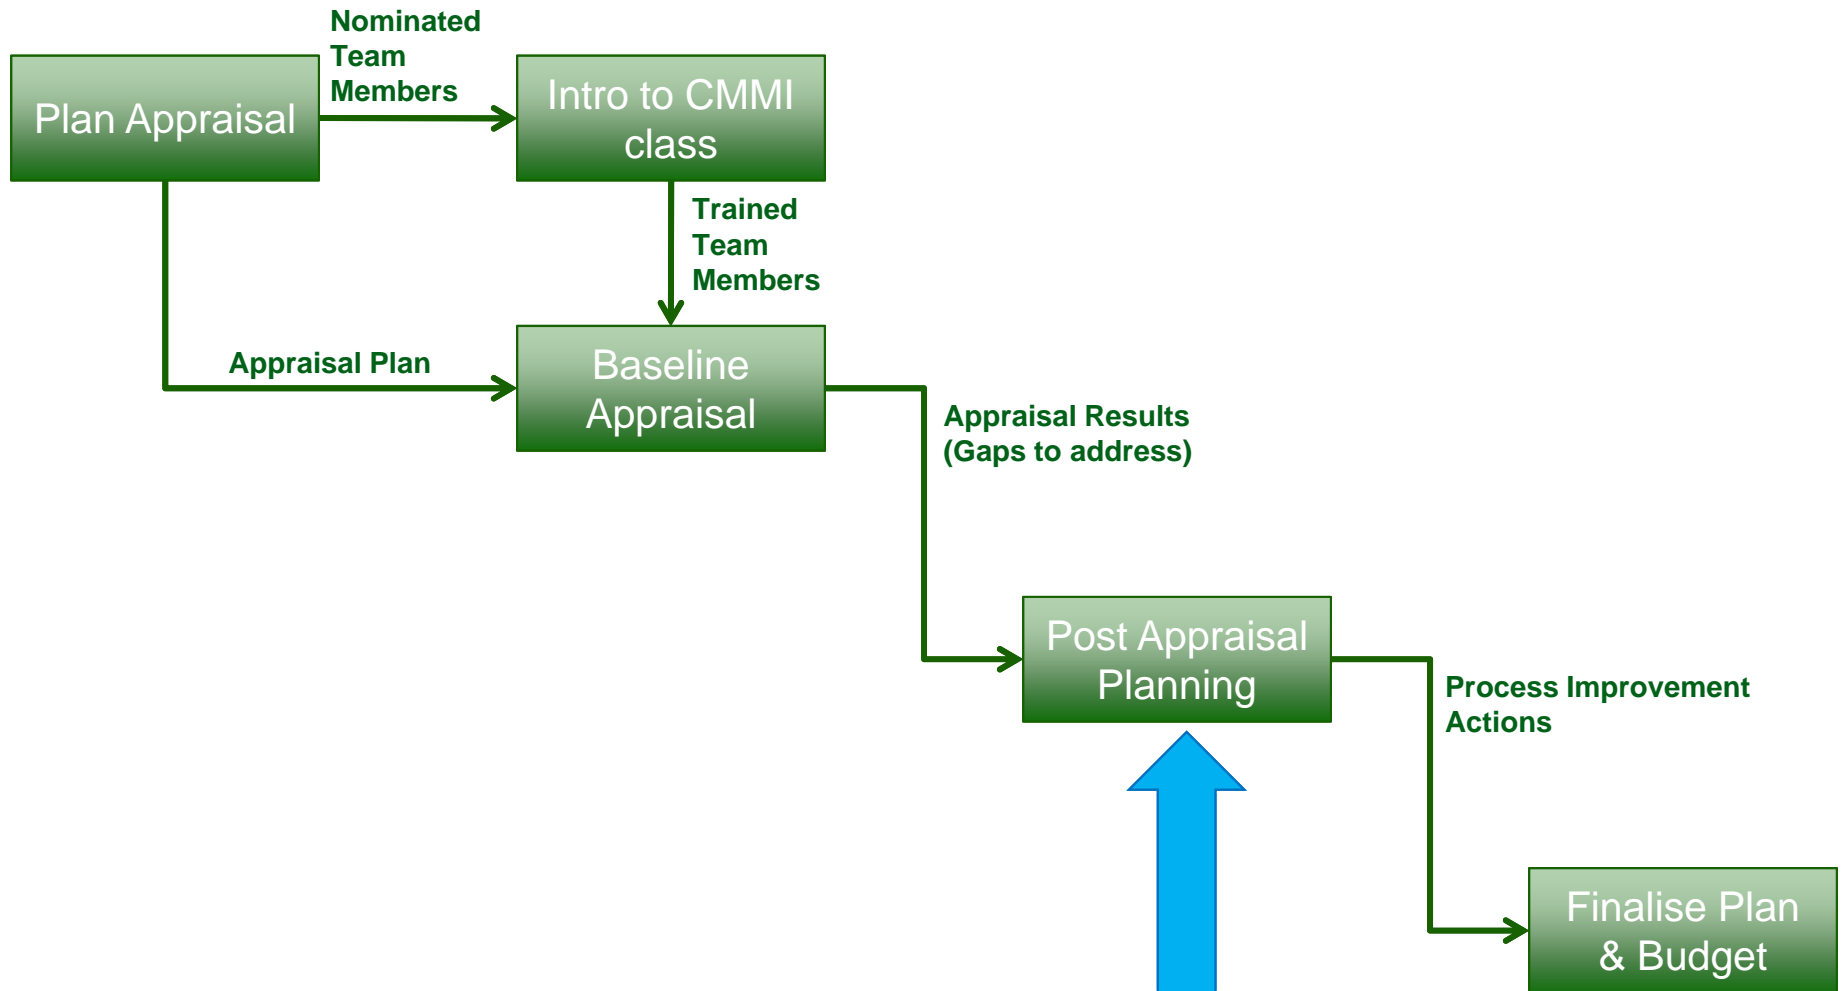 Nominated
Team
Members
Plan Appraisal
Intro to CMMI
class
Trained
Team
Members
Appraisal Plan
Baseline
Appraisal
Appraisal Results
(Gaps to address)
Post Appraisal
Planning
Process Improvement
Actions
Finalise Plan
& Budget